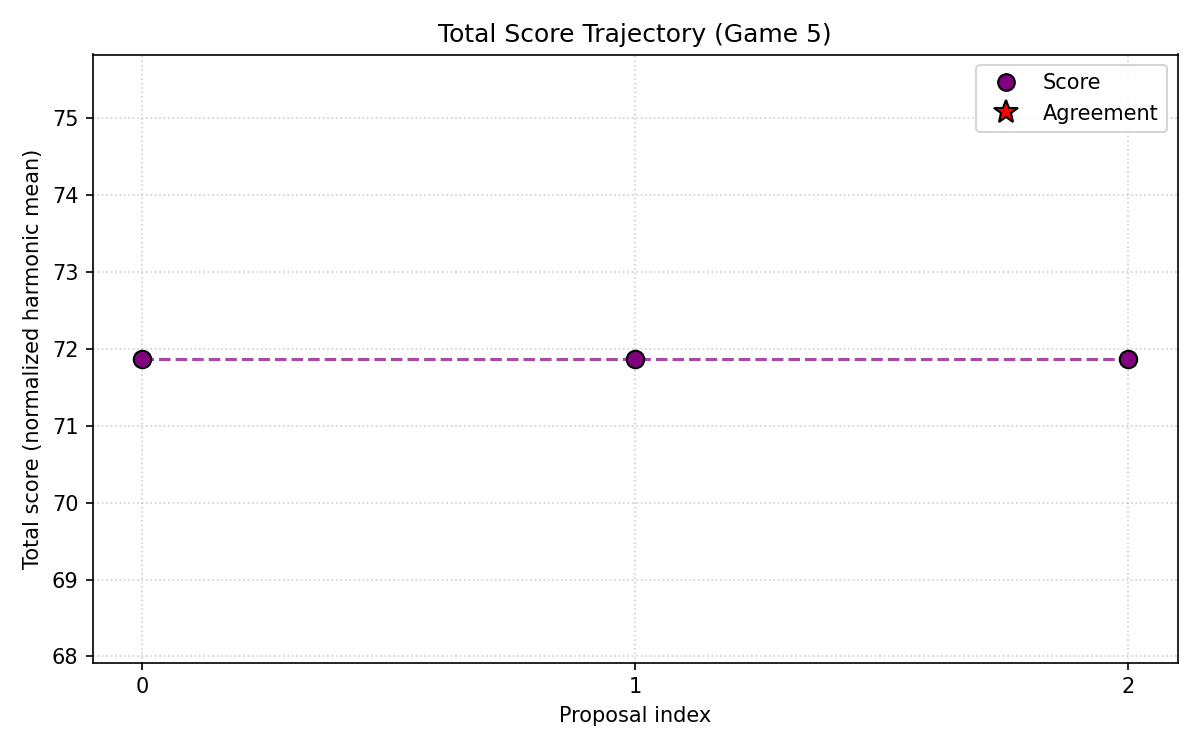 Total Score Trajectory (Game 5)
Score
Agreement
Total score (normalized harmonic mean)
75
74
73
72
71
70
69
68
0 1 2
Proposal index